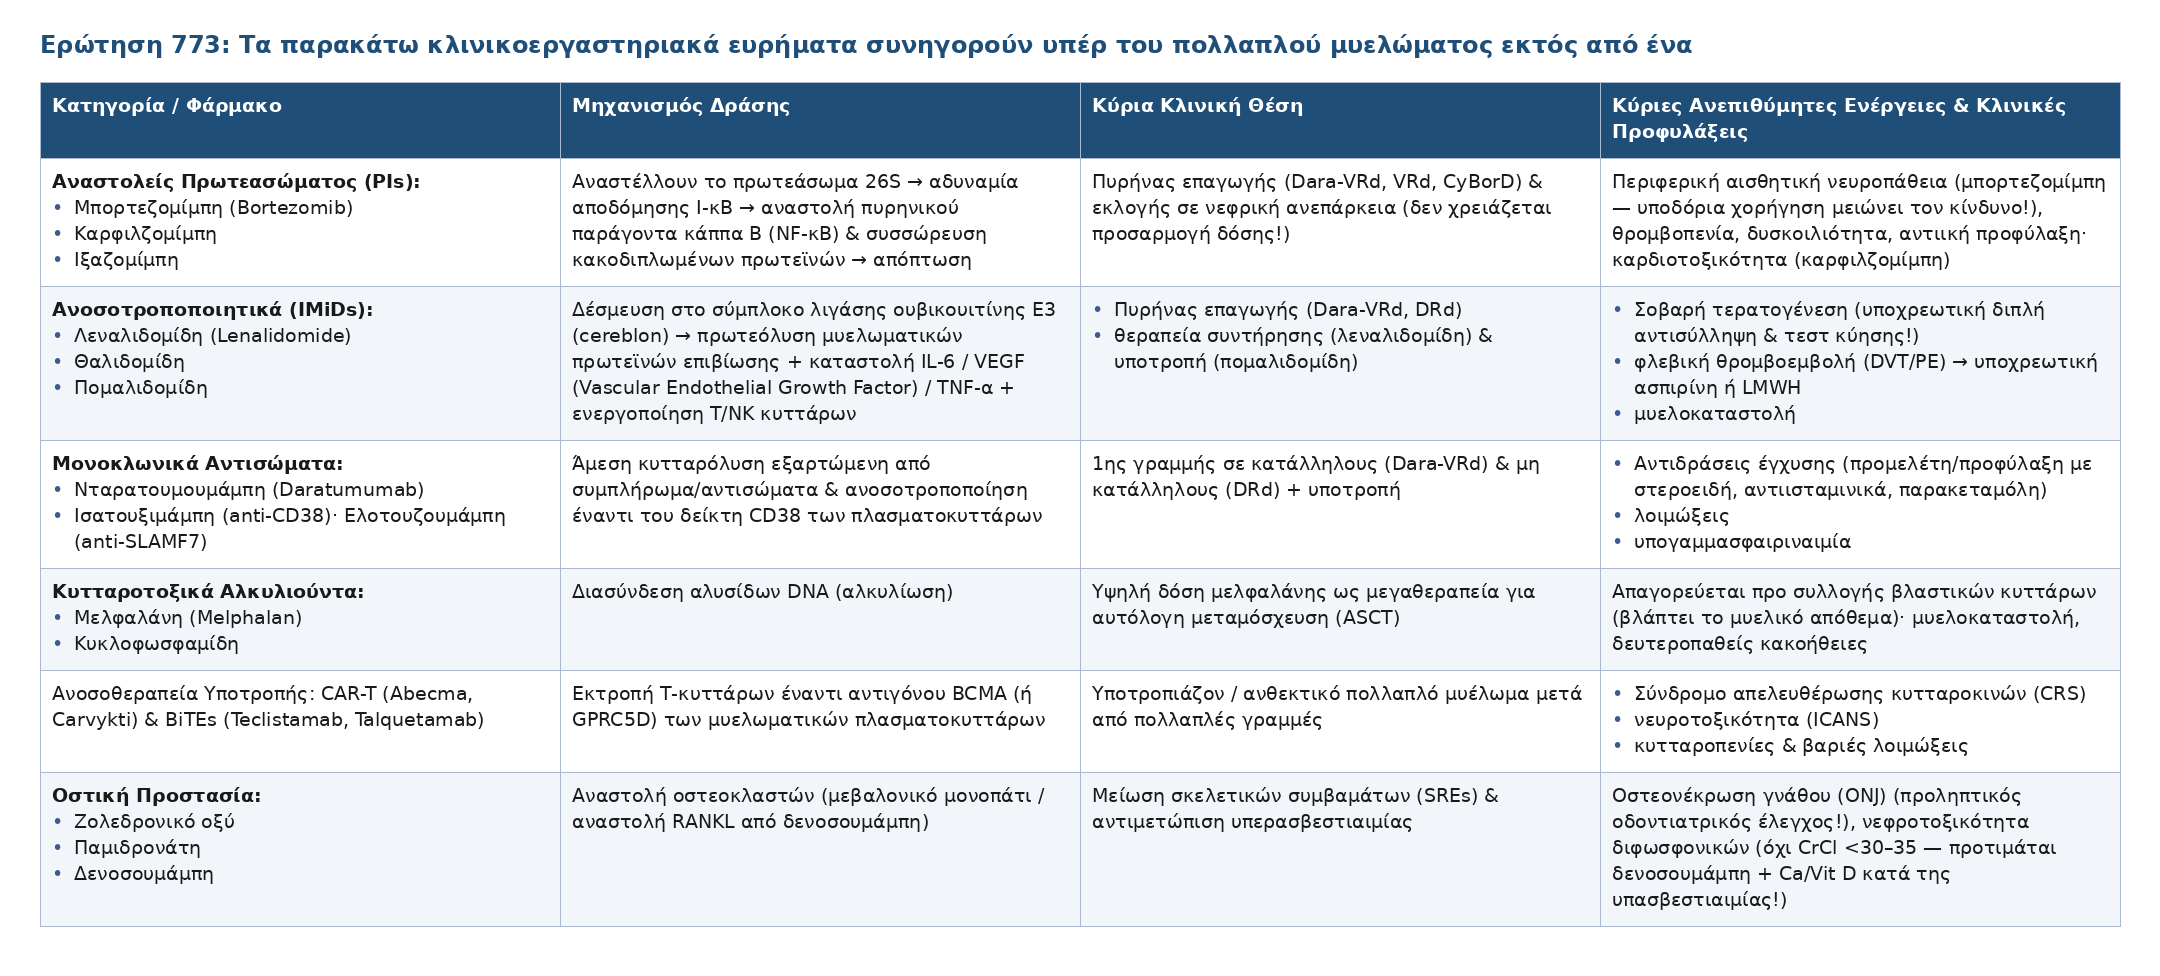 Ερώτηση 773: Τα παρακάτω κλινικοεργαστηριακά ευρήματα συνηγορούν υπέρ του πολλαπλού μυελώματος εκτός από ένα
Κατηγορία / Φάρμακο
Μηχανισμός Δράσης
Κύρια Κλινική Θέση
Κύριες Ανεπιθύμητες Ενέργειες & Κλινικές
Προφυλάξεις
Αναστολείς Πρωτεασώματος (PIs):
• Μπορτεζομίμπη (Bortezomib)
• Καρφιλζομίμπη
• Ιξαζομίμπη
Αναστέλλουν το πρωτεάσωμα 26S → αδυναμία
αποδόμησης I-κB → αναστολή πυρηνικού
παράγοντα κάππα B (NF-κB) & συσσώρευση
κακοδιπλωμένων πρωτεϊνών → απόπτωση
Πυρήνας επαγωγής (Dara-VRd, VRd, CyBorD) &
εκλογής σε νεφρική ανεπάρκεια (δεν χρειάζεται
προσαρμογή δόσης!)
Περιφερική αισθητική νευροπάθεια (μπορτεζομίμπη
— υποδόρια χορήγηση μειώνει τον κίνδυνο!),
θρομβοπενία, δυσκοιλιότητα, αντιική προφύλαξη·
καρδιοτοξικότητα (καρφιλζομίμπη)
Ανοσοτροποποιητικά (IMiDs):
• Λεναλιδομίδη (Lenalidomide)
• Θαλιδομίδη
• Πομαλιδομίδη
Δέσμευση στο σύμπλοκο λιγάσης ουβικουιτίνης E3
(cereblon) → πρωτεόλυση μυελωματικών
πρωτεϊνών επιβίωσης + καταστολή IL-6 / VEGF
(Vascular Endothelial Growth Factor) / TNF-α +
ενεργοποίηση T/NK κυττάρων
• Πυρήνας επαγωγής (Dara-VRd, DRd)
• θεραπεία συντήρησης (λεναλιδομίδη) &
υποτροπή (πομαλιδομίδη)
• Σοβαρή τερατογένεση (υποχρεωτική διπλή
αντισύλληψη & τεστ κύησης!)
• φλεβική θρομβοεμβολή (DVT/PE) → υποχρεωτική
ασπιρίνη ή LMWH
• μυελοκαταστολή
Μονοκλωνικά Αντισώματα:
• Νταρατουμουμάμπη (Daratumumab)
• Ισατουξιμάμπη (anti-CD38)· Ελοτουζουμάμπη
(anti-SLAMF7)
Άμεση κυτταρόλυση εξαρτώμενη από
συμπλήρωμα/αντισώματα & ανοσοτροποποίηση
έναντι του δείκτη CD38 των πλασματοκυττάρων
1ης γραμμής σε κατάλληλους (Dara-VRd) & μη
κατάλληλους (DRd) + υποτροπή
• Αντιδράσεις έγχυσης (προμελέτη/προφύλαξη με
στεροειδή, αντιισταμινικά, παρακεταμόλη)
• λοιμώξεις
• υπογαμμασφαιριναιμία
Κυτταροτοξικά Αλκυλιούντα:
• Μελφαλάνη (Melphalan)
• Κυκλοφωσφαμίδη
Διασύνδεση αλυσίδων DNA (αλκυλίωση)
Υψηλή δόση μελφαλάνης ως μεγαθεραπεία για
αυτόλογη μεταμόσχευση (ASCT)
Απαγορεύεται προ συλλογής βλαστικών κυττάρων
(βλάπτει το μυελικό απόθεμα)· μυελοκαταστολή,
δευτεροπαθείς κακοήθειες
Ανοσοθεραπεία Υποτροπής: CAR-T (Abecma,
Carvykti) & BiTEs (Teclistamab, Talquetamab)
Εκτροπή T-κυττάρων έναντι αντιγόνου BCMA (ή
GPRC5D) των μυελωματικών πλασματοκυττάρων
Υποτροπιάζον / ανθεκτικό πολλαπλό μυέλωμα μετά
από πολλαπλές γραμμές
• Σύνδρομο απελευθέρωσης κυτταροκινών (CRS)
• νευροτοξικότητα (ICANS)
• κυτταροπενίες & βαριές λοιμώξεις
Οστική Προστασία:
• Ζολεδρονικό οξύ
• Παμιδρονάτη
• Δενοσουμάμπη
Αναστολή οστεοκλαστών (μεβαλονικό μονοπάτι /
αναστολή RANKL από δενοσουμάμπη)
Μείωση σκελετικών συμβαμάτων (SREs) &
αντιμετώπιση υπερασβεστιαιμίας
Οστεονέκρωση γνάθου (ONJ) (προληπτικός
οδοντιατρικός έλεγχος!), νεφροτοξικότητα
διφωσφονικών (όχι CrCl <30–35 — προτιμάται
δενοσουμάμπη + Ca/Vit D κατά της
υπασβεστιαιμίας!)